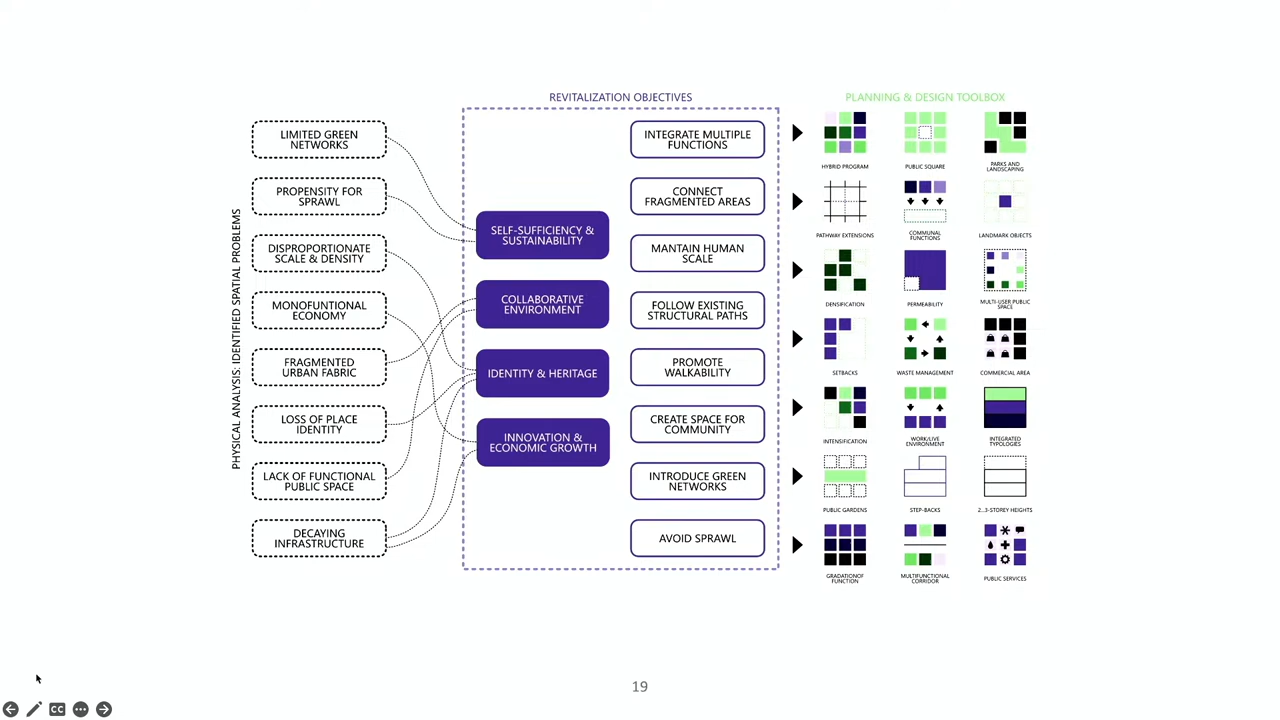 REVITALIZATION OBJECTIVES
PLANNING & DESIGN TOOLBOX
PHYSICAL ANALYSIS: IDENTIFIED SPATIAL PROBLEMS
LIMITED GREEN
NETWORKS
PROPENSITY FOR
SPRAWL
DISPROPORTIONATE
SCALE & DENSITY
MONOFUNTIONAL
ECONOMY
FRAGMENTED
URBAN FABRIC
LOSS OF PLACE
IDENTITY
LACK OF FUNCTIONAL
PUBLIC SPACE
DECAYING
INFRASTRUCTURE
SELF-SUFFICIENCY &
SUSTAINABILITY
COLLABORATIVE
ENVIRONMENT
IDENTITY & HERITAGE
INNOVATION &
ECONOMIC GROWTH
INTEGRATE MULTIPLE
FUNCTIONS
CONNECT
FRAGMENTED AREAS
MANTAIN HUMAN
SCALE
FOLLOW EXISTING
STRUCTURAL PATHS
PROMOTE
WALKABILITY
CREATE SPACE FOR
COMMUNITY
INTRODUCE GREEN
NETWORKS
AVOID SPRAWL
HYBRID PROGRAM
PUBLIC SQUARE
PARKS AND
LANDSCAPING
PATHWAY EXTENSIONS
COMMUNAL
FUNCTIONS
LANDMARK OBJECTS
DENSIFICATION
PERMEABILITY
MULTI-USER PUBLIC
SPACE
SETBACKS
WASTE MANAGEMENT
COMMERCIAL AREA
INTENSIFICATION
WORK/LIVE
ENVIRONMENT
INTEGRATED
TYPOLOGIES
PUBLIC GARDENS
STEP-BACKS
2...3-STOREY HEIGHTS
GRADATIONOF
FUNCTION
MULTIFUNCTIONAL
CORRIDOR
PUBLIC SERVICES
19
CC